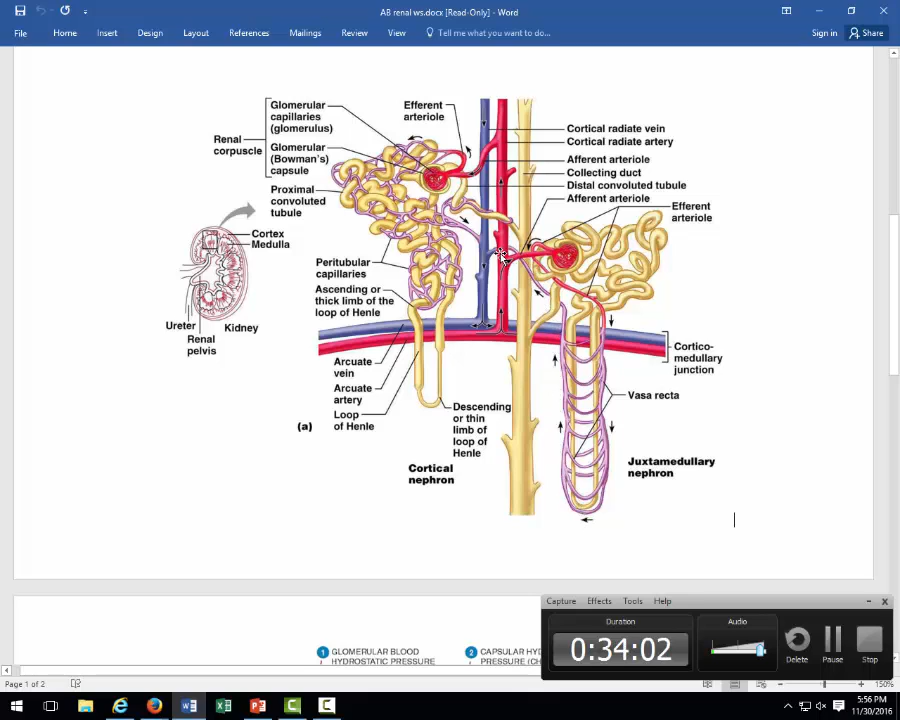 AB renal ws.docx [Read-Only] - Word
File Home Insert Design Layout References Mailings Review View Tell me what you want to do... Sign in Share
Glomerular
capillaries
(glomerulus)
Efferent
arteriole
Renal
corpuscle
Glomerular
(Bowman's)
capsule
Proximal
convoluted
tubule
Cortical radiate vein
Cortical radiate artery
Afferent arteriole
Collecting duct
Distal convoluted tubule
Afferent arteriole
Efferent
arteriole
Cortex
Medulla
Peritubular
capillaries
Ascending or
thick limb of the
loop of Henle
Ureter
Kidney
Renal
pelvis
Arcuate
vein
Arcuate
artery
Loop
of Henle
Cortico-
medullary
junction
Vasa recta
(a)
Descending
or thin
limb of
loop of
Henle
Cortical
nephron
Juxtamedullary
nephron
1 GLOMERULAR BLOOD
HYDROSTATIC PRESSURE
2 CAPSULAR HY
PRESSURE (CH
Capture Effects Tools Help
Duration
0:34:02
Audio
Delete
Pause
Stop
Page 1 of 2
150%
5:56 PM
11/30/2016